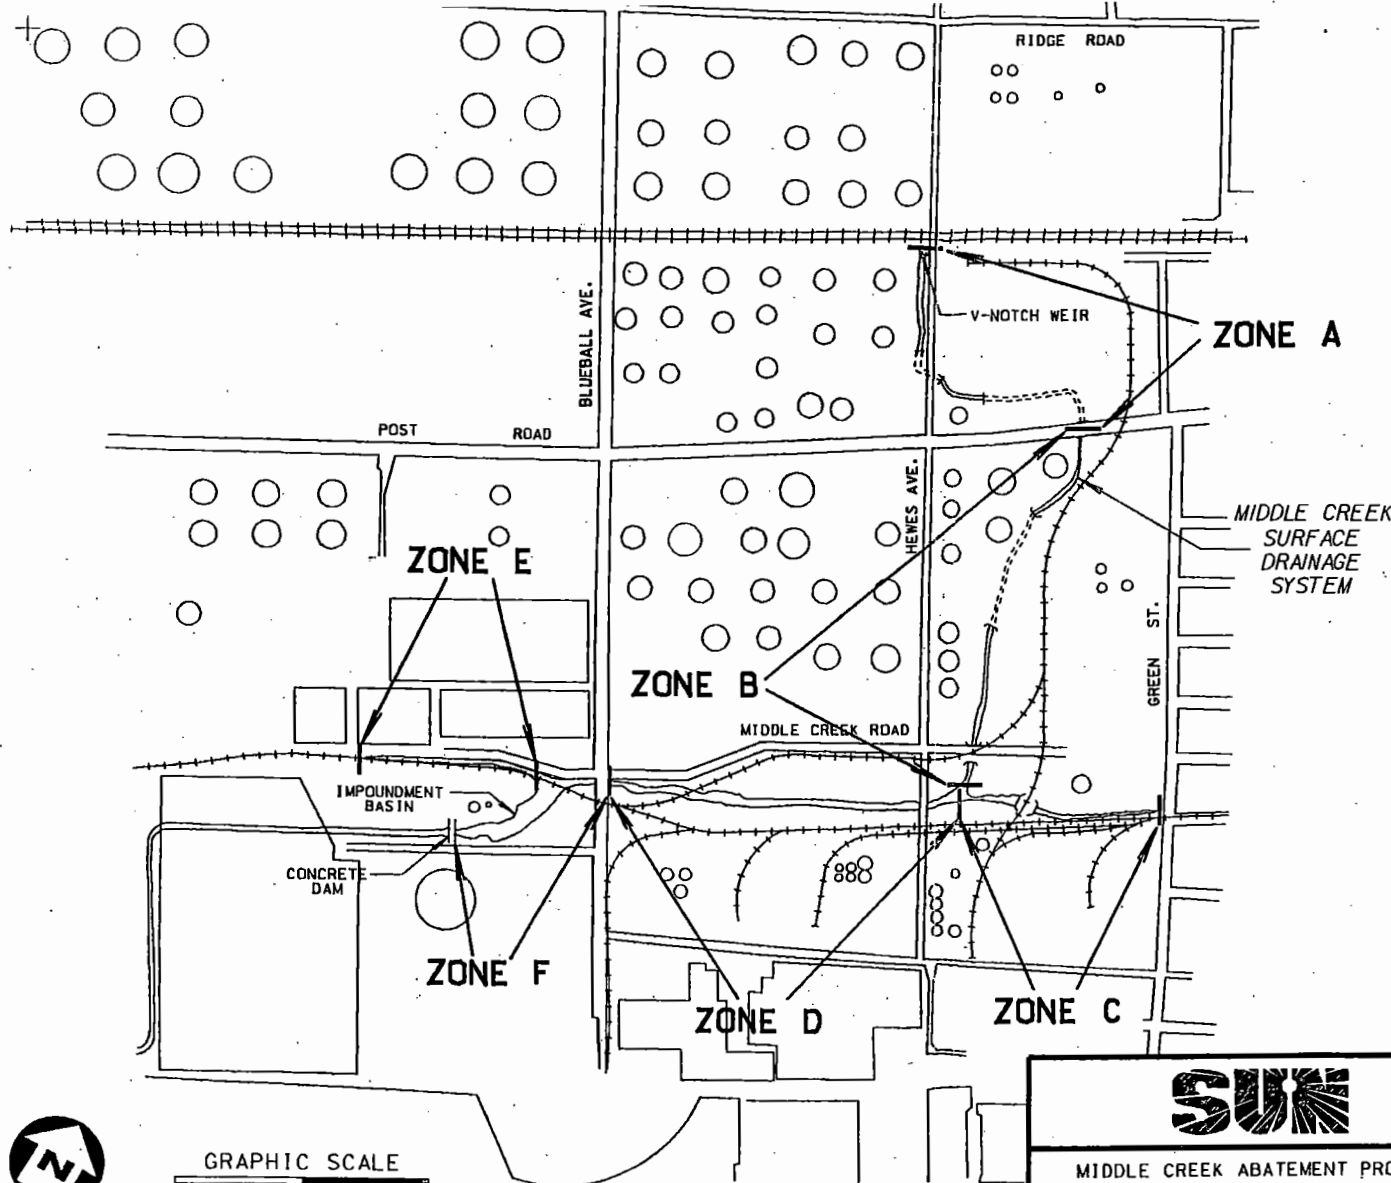 RIDGE ROAD
BLUEBALL AVE.
V-NOTCH WEIR
ZONE A
POST ROAD
HEWES AVE.
MIDDLE CREEK
SURFACE
DRAINAGE
SYSTEM
ZONE E
GREEN ST.
ZONE B
MIDDLE CREEK ROAD
IMPOUNDMENT
BASIN
CONCRETE
DAM
ZONE F
ZONE D
ZONE C
N
SUN
GRAPHIC SCALE
MIDDLE CREEK ABATEMENT